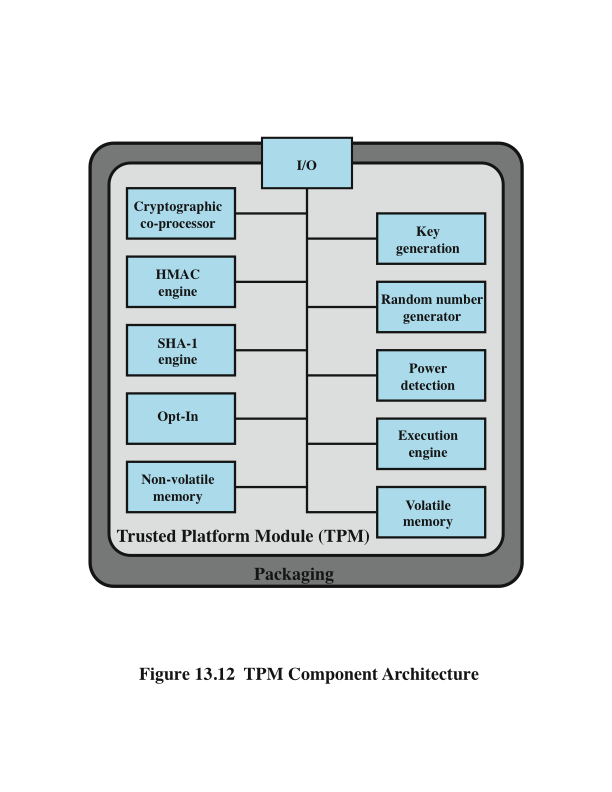 I/O
Cryptographic
co-processor
HMAC
engine
SHA-1
engine
Opt-In
Non-volatile
memory
Key
generation
Random number
generator
Power
detection
Execution
engine
Volatile
memory
Trusted Platform Module (TPM)
Packaging
Figure 13.12 TPM Component Architecture